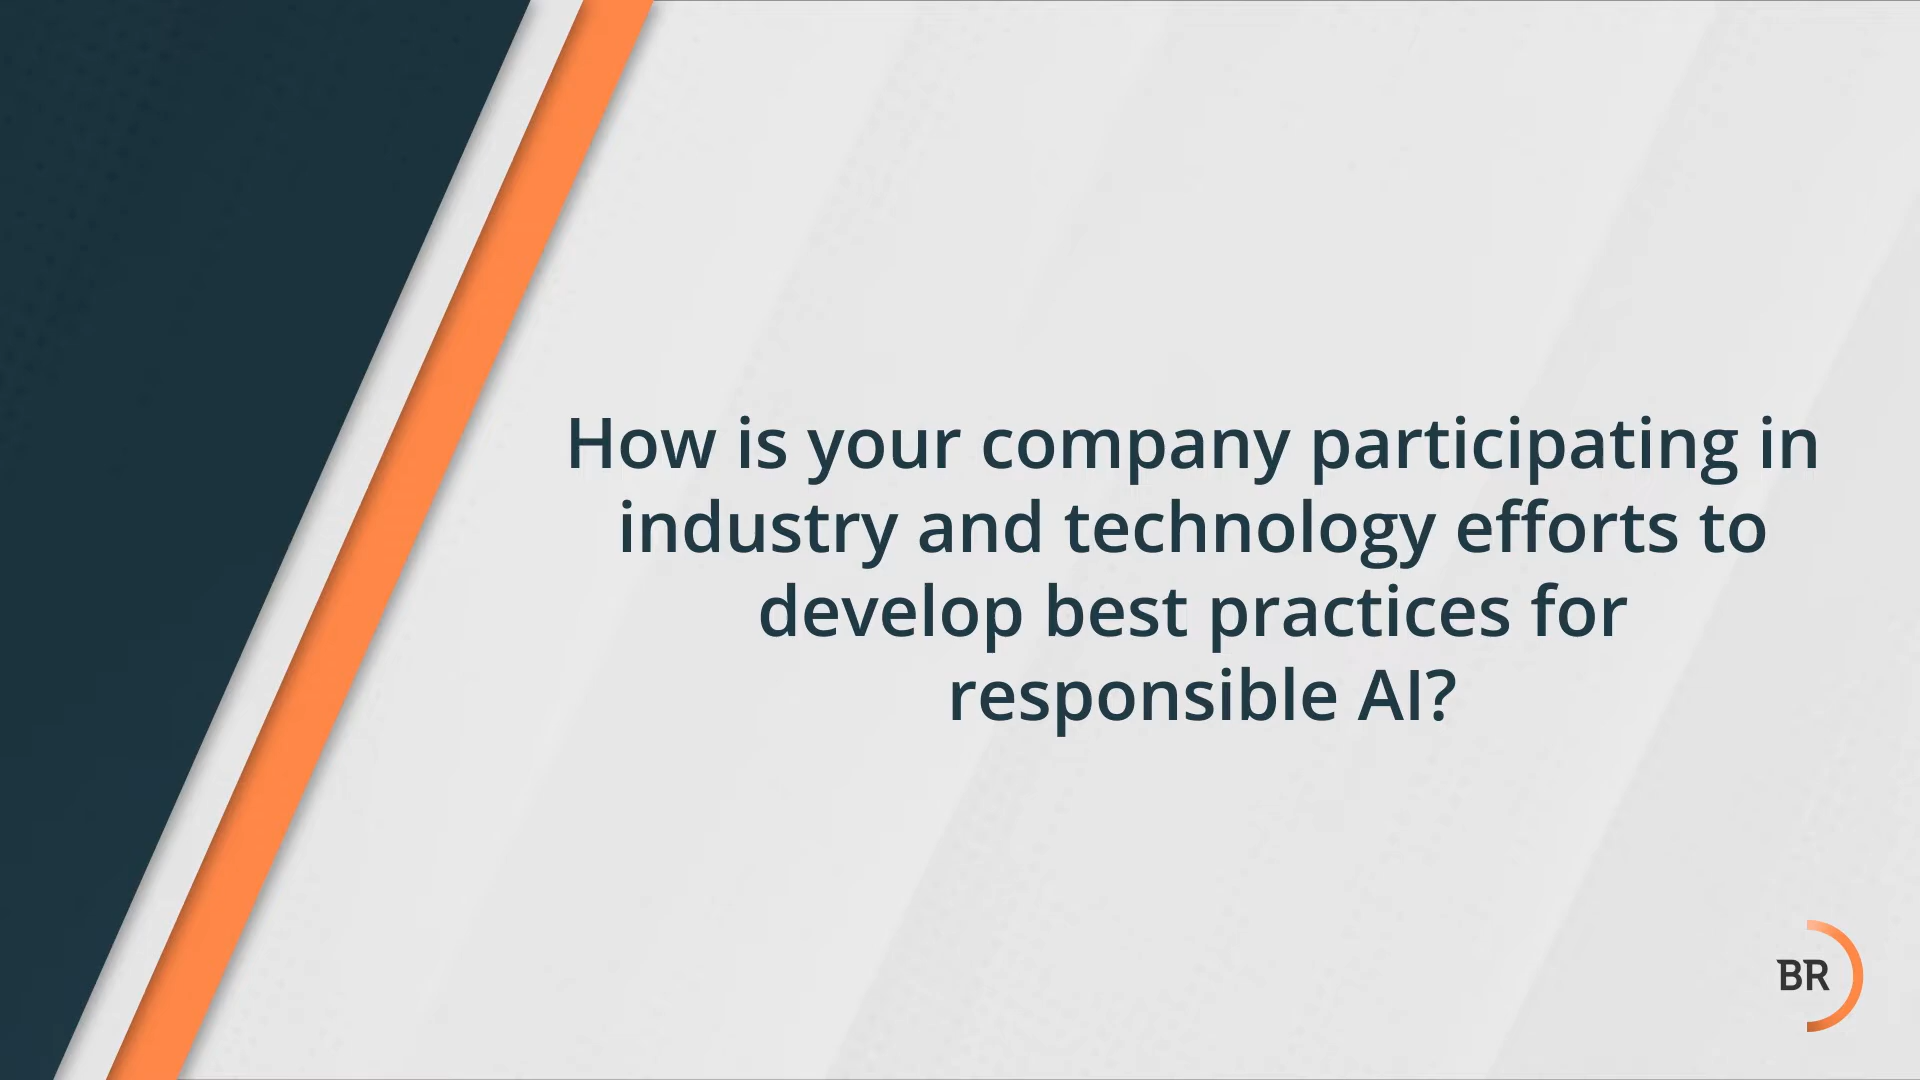 How is your company participating in
industry and technology efforts to
develop best practices for
responsible AI?
BR